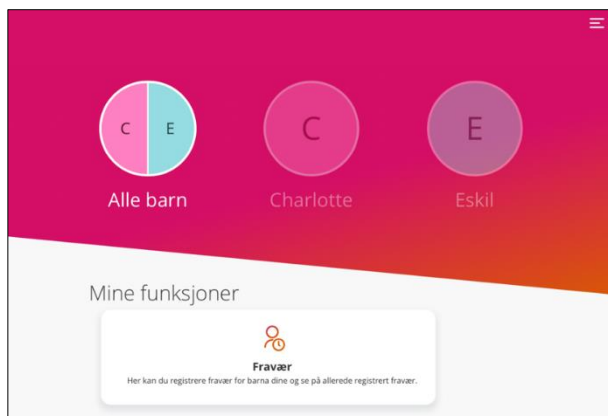 C E
C
E
Alle barn
Charlotte
Eskil
Mine funksjoner
Fravær
Her kan du registrere fravær for barna dine og se på allerede registrert fravær.